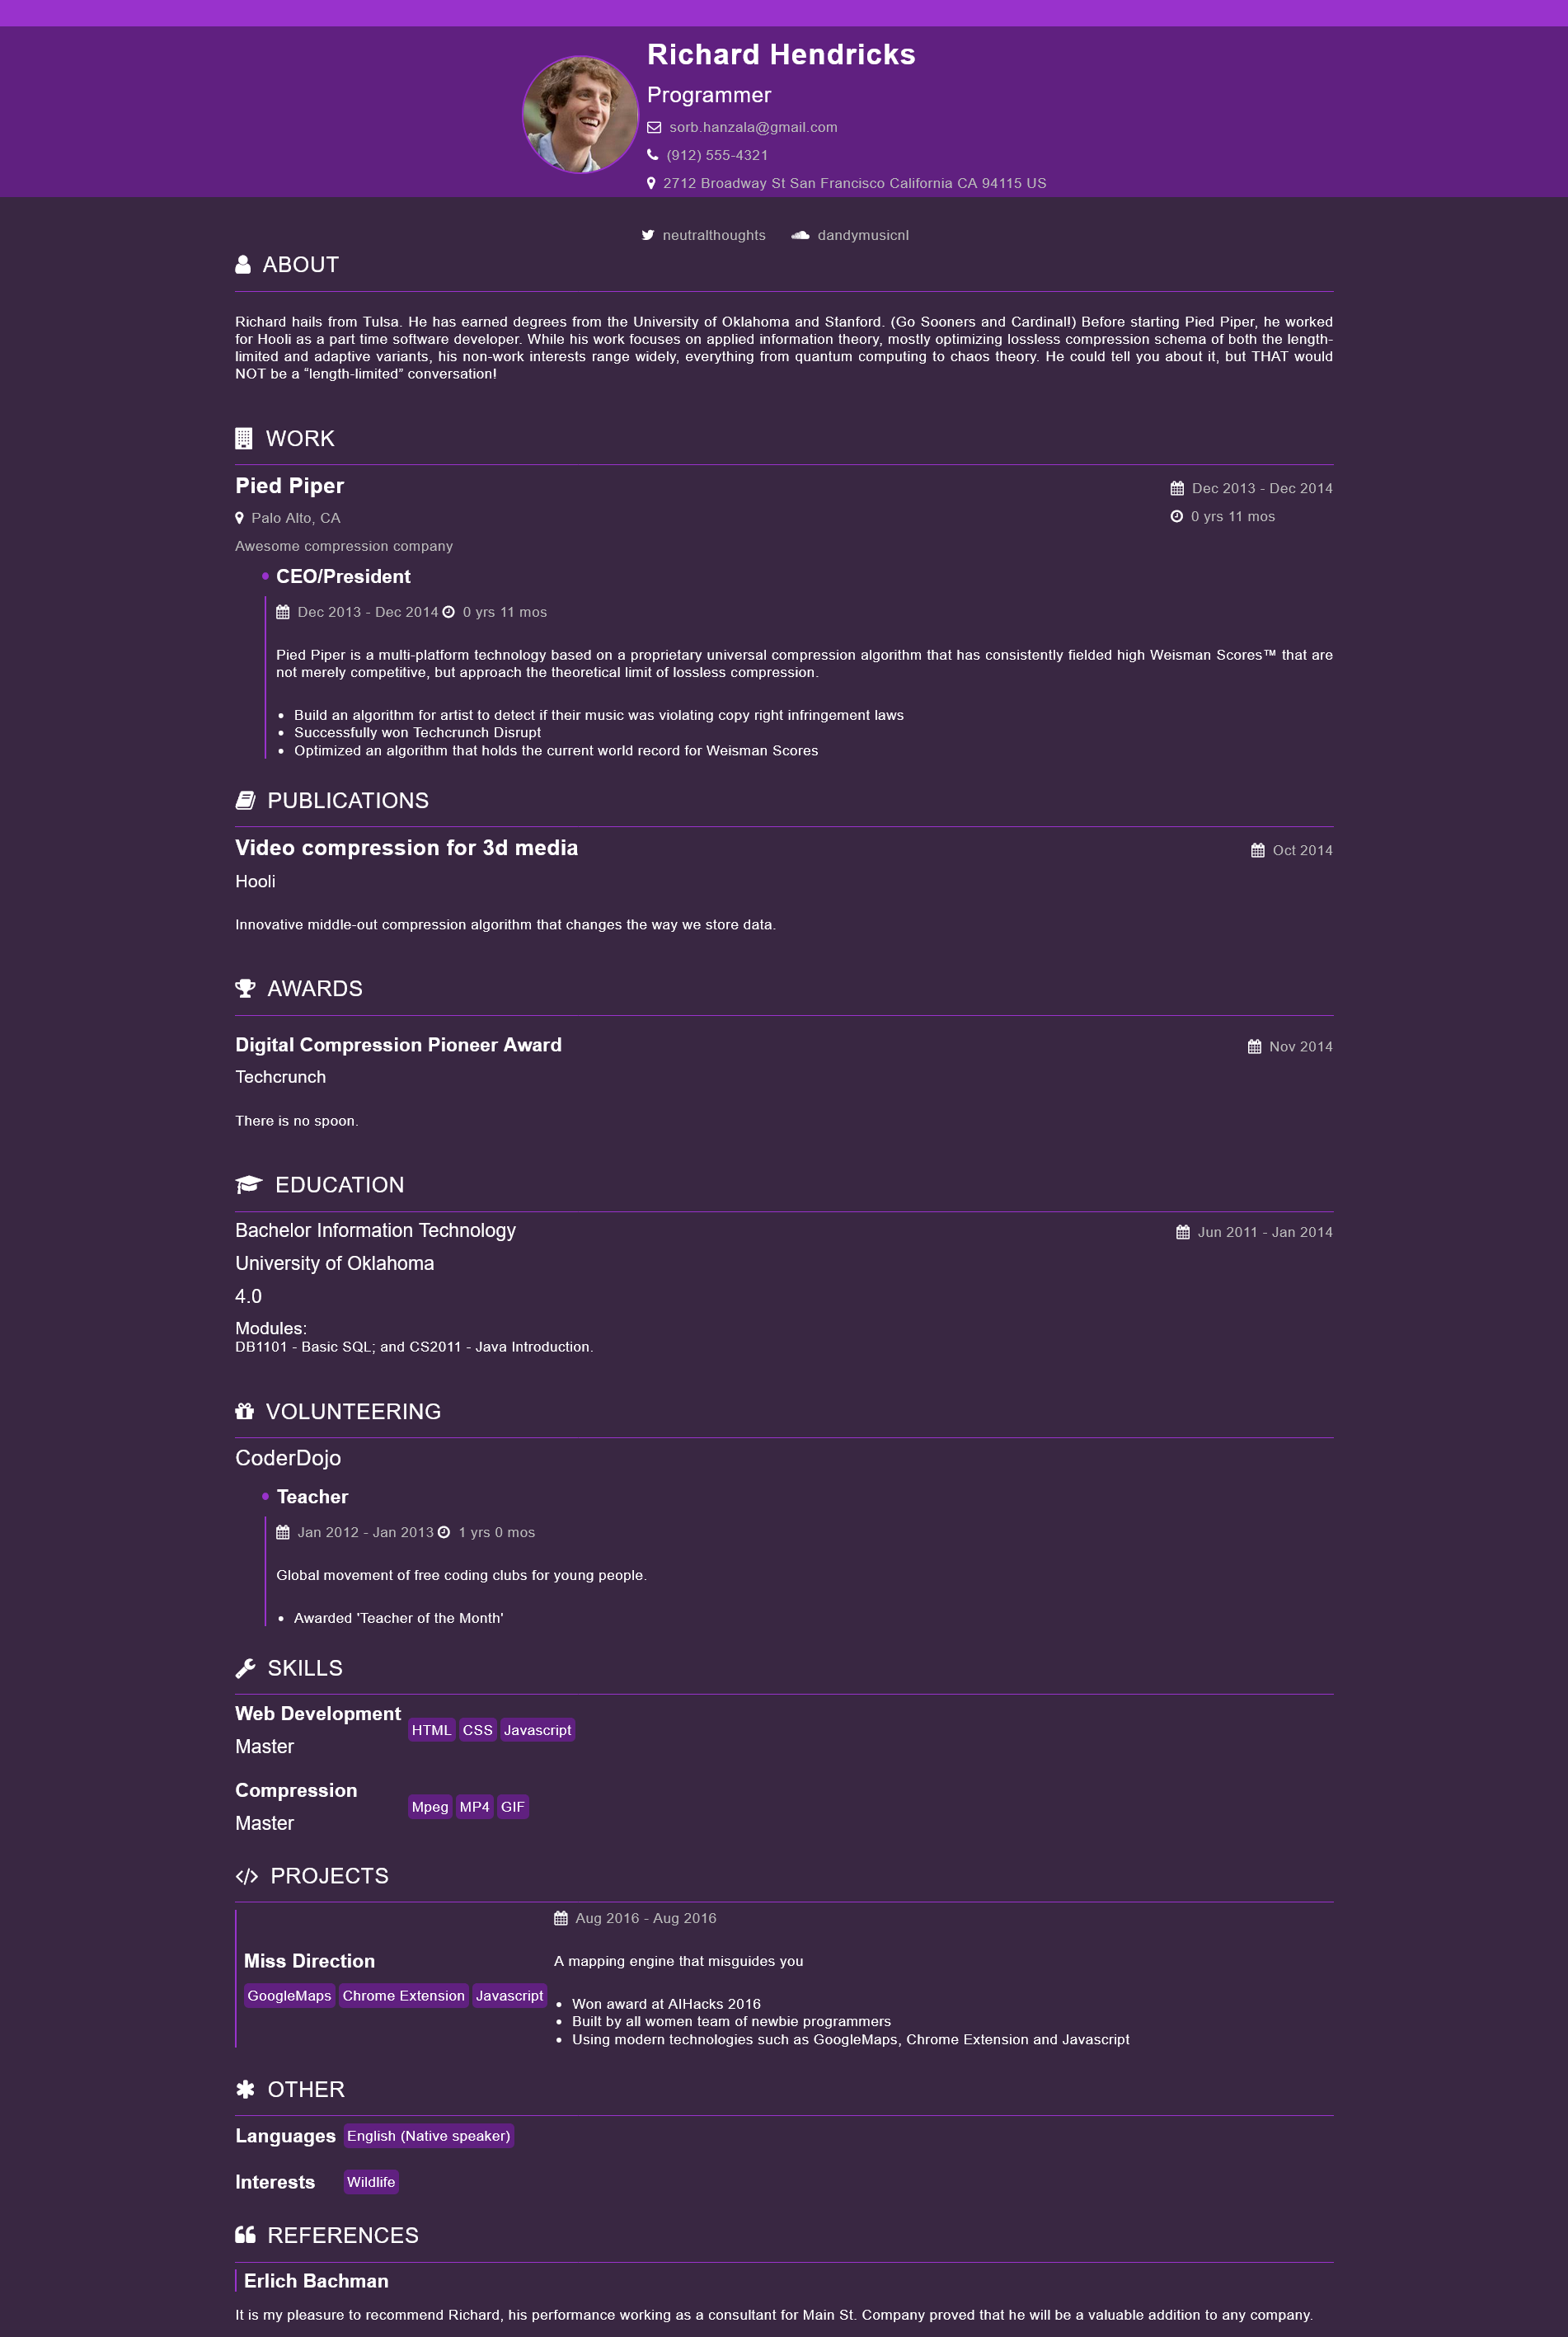 Richard Hendricks
Programmer
sorb.hanzala@gmail.com
(912) 555-4321
2712 Broadway St San Francisco California CA 94115 US
neutralthoughts dandymusicnl
ABOUT
Richard hails from Tulsa. He has earned degrees from the University of Oklahoma and Stanford. (Go Sooners and Cardinal!) Before starting Pied Piper, he worked
for Hooli as a part time software developer. While his work focuses on applied information theory, mostly optimizing lossless compression schema of both the length-
limited and adaptive variants, his non-work interests range widely, everything from quantum computing to chaos theory. He could tell you about it, but THAT would
NOT be a “length-limited” conversation!
WORK
Pied Piper
Dec 2013 - Dec 2014
Palo Alto, CA
0 yrs 11 mos
Awesome compression company
CEO/President
Dec 2013 - Dec 2014 0 yrs 11 mos
Pied Piper is a multi-platform technology based on a proprietary universal compression algorithm that has consistently fielded high Weisman Scores™ that are
not merely competitive, but approach the theoretical limit of lossless compression.
• Build an algorithm for artist to detect if their music was violating copy right infringement laws
• Successfully won Techcrunch Disrupt
• Optimized an algorithm that holds the current world record for Weisman Scores
PUBLICATIONS
Video compression for 3d media
Oct 2014
Hooli
Innovative middle-out compression algorithm that changes the way we store data.
AWARDS
Digital Compression Pioneer Award
Nov 2014
Techcrunch
There is no spoon.
EDUCATION
Bachelor Information Technology
Jun 2011 - Jan 2014
University of Oklahoma
4.0
Modules:
DB1101 - Basic SQL; and CS2011 - Java Introduction.
VOLUNTEERING
CoderDojo
Teacher
Jan 2012 - Jan 2013 1 yrs 0 mos
Global movement of free coding clubs for young people.
• Awarded 'Teacher of the Month'
SKILLS
Web Development
HTML CSS Javascript
Master
Compression
Mpeg MP4 GIF
Master
PROJECTS
Aug 2016 - Aug 2016
Miss Direction
A mapping engine that misguides you
GoogleMaps Chrome Extension Javascript
• Won award at AIHacks 2016
• Built by all women team of newbie programmers
• Using modern technologies such as GoogleMaps, Chrome Extension and Javascript
OTHER
Languages English (Native speaker)
Interests Wildlife
REFERENCES
Erlich Bachman
It is my pleasure to recommend Richard, his performance working as a consultant for Main St. Company proved that he will be a valuable addition to any company.